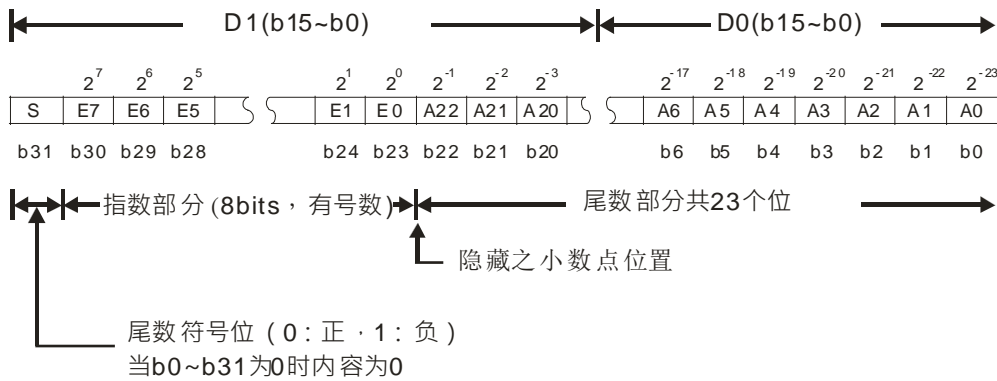 D1(b15~b0) D0(b15~b0)
2^7 2^6 2^5 2^1 2^0 2^-1 2^-2 2^-3 2^-17 2^-18 2^-19 2^-20 2^-21 2^-22 2^-23
S E7 E6 E5 E1 E0 A22 A21 A20 A6 A5 A4 A3 A2 A1 A0
b31 b30 b29 b28 b24 b23 b22 b21 b20 b6 b5 b4 b3 b2 b1 b0
指数部分(8bits，有号数) 尾数部分共23个位
隐藏之小数点位置
尾数符号位（0：正，1：负）
当b0~b31为0时内容为0